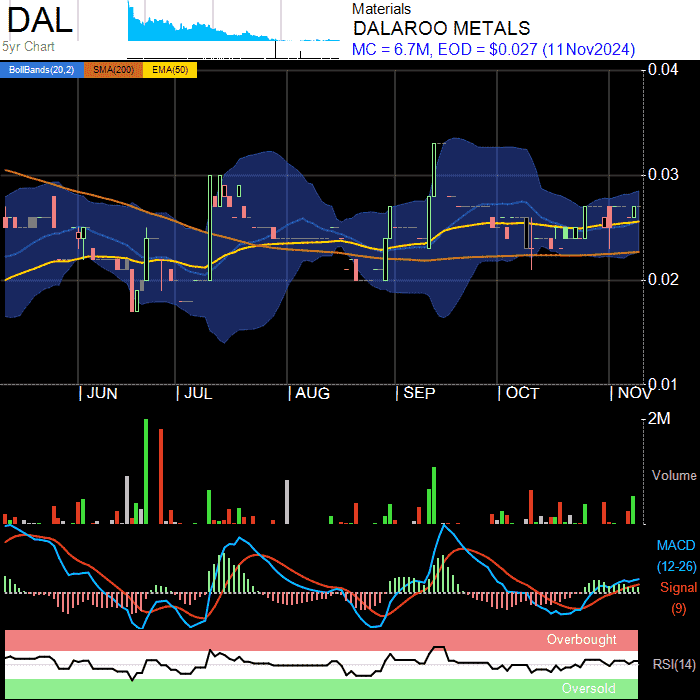 DAL
5yr Chart
Materials
DALAROO METALS
MC = 6.7M, EOD = $0.027 (11Nov2024)
BollBands(20,2) SMA(200) EMA(50)
0.04
0.03
0.02
0.01
JUN JUL AUG SEP OCT NOV
2M
Volume
MACD
(12-26)
Signal
(9)
Overbought
RSI(14)
Oversold